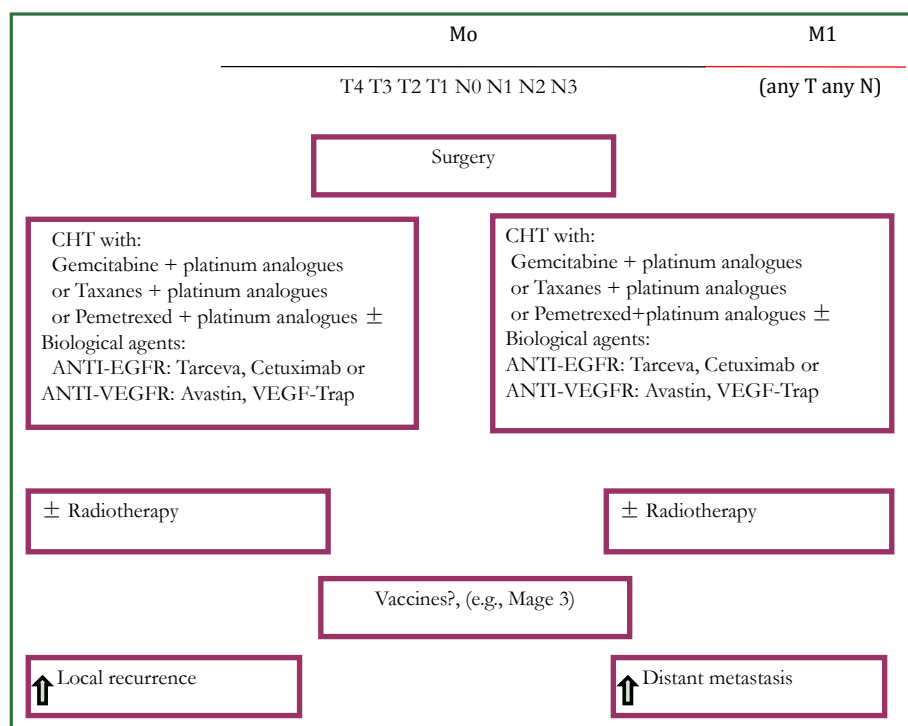 Mo M1
T4 T3 T2 T1 N0 N1 N2 N3 (any T any N)
Surgery
CHT with:
Gemcitabine + platinum analogues
or Taxanes + platinum analogues
or Pemetrexed + platinum analogues ±
Biological agents:
ANTI-EGFR: Tarceva, Cetuximab or
ANTI-VEGFR: Avastin, VEGF-Trap
CHT with:
Gemcitabine + platinum analogues
or Taxanes + platinum analogues
or Pemetrexed+platinum analogues ±
Biological agents:
ANTI-EGFR: Tarceva, Cetuximab or
ANTI-VEGFR: Avastin, VEGF-Trap
± Radiotherapy
± Radiotherapy
Vaccines?, (e.g., Mage 3)
Local recurrence
Distant metastasis